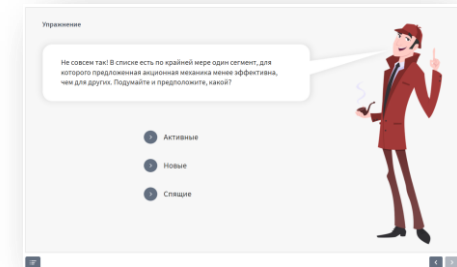 Упражнение
Не совсем так! В списке есть по крайней мере один сегмент, для
которого предложенная акционная механика менее эффективна,
чем для других. Подумайте и предположите, какой?
Активные
Новые
Спящие